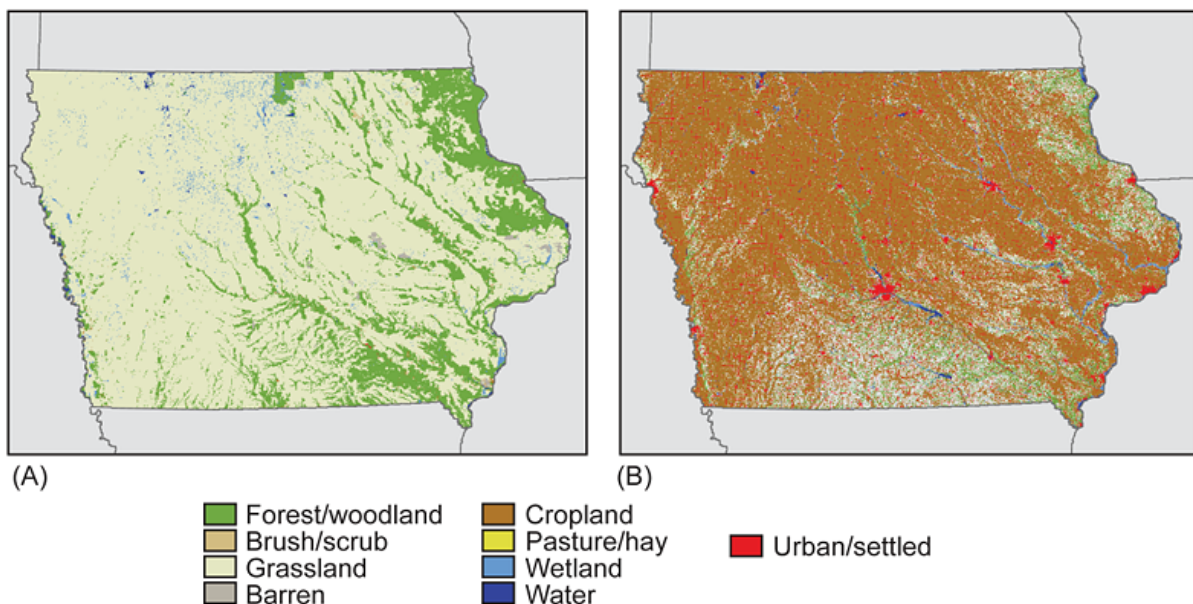 (A)
(B)
Forest/woodland
Brush/scrub
Grassland
Barren
Cropland
Pasture/hay
Wetland
Water
Urban/settled